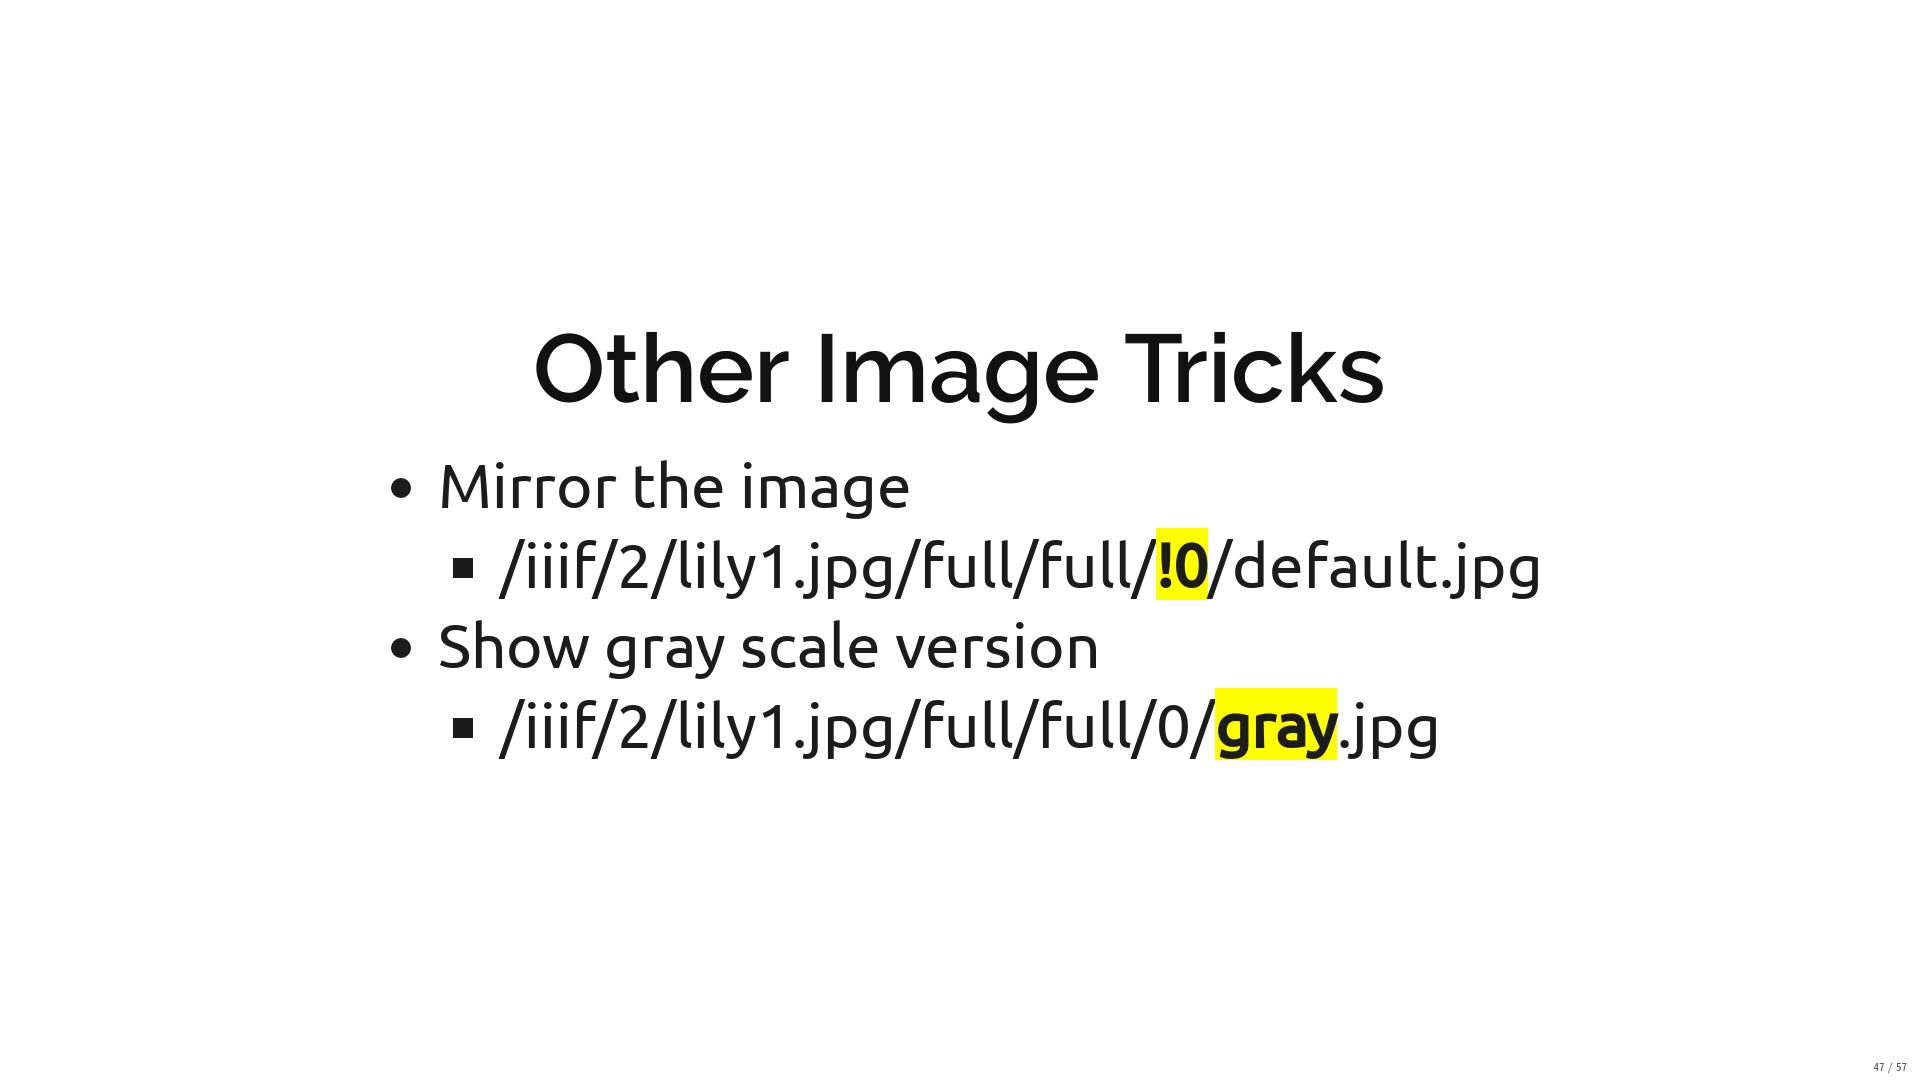 Other Image Tricks
Mirror the image
/iiif/2/lily1.jpg/full/full/!0/default.jpg
Show gray scale version
/iiif/2/lily1.jpg/full/full/0/gray.jpg
47 / 57